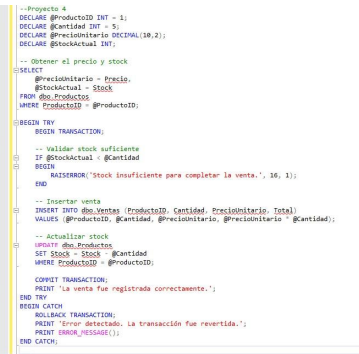 --Proyecto 4
DECLARE @ProductoID INT = 1;
DECLARE @Cantidad INT = 5;
DECLARE @PrecioUnitario DECIMAL(10,2);
DECLARE @StockActual INT;
-- Obtener el precio y stock
SELECT
@PrecioUnitario = Precio,
@StockActual = Stock
FROM dbo.Productos
WHERE ProductoID = @ProductoID;
BEGIN TRY
BEGIN TRANSACTION;
-- Validar stock suficiente
IF @StockActual < @Cantidad
BEGIN
RAISERROR('Stock insuficiente para completar la venta.', 16, 1);
END
-- Insertar venta
INSERT INTO dbo.Ventas (ProductoID, Cantidad, PrecioUnitario, Total)
VALUES (@ProductoID, @Cantidad, @PrecioUnitario, @PrecioUnitario * @Cantidad);
-- Actualizar stock
UPDATE dbo.Productos
SET Stock = Stock - @Cantidad
WHERE ProductoID = @ProductoID;
COMMIT TRANSACTION;
PRINT 'La venta fue registrada correctamente.';
END TRY
BEGIN CATCH
ROLLBACK TRANSACTION;
PRINT 'Error detectado. La transacción fue revertida.';
PRINT ERROR_MESSAGE();
END CATCH;